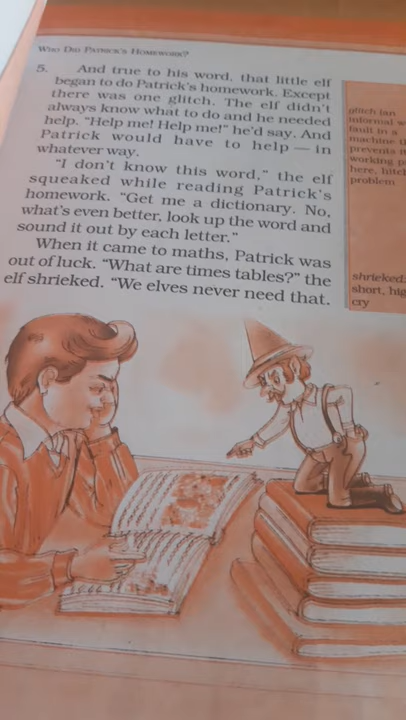 WHO DID PATRICK'S HOMEWORK?
5. And true to his word, that little elf
began to do Patrick's homework. Except
there was one glitch. The elf didn't
always know what to do and he needed
help. “Help me! Help me!” he'd say. And
Patrick would have to help — in
whatever way.
“I don't know this word,” the elf
squeaked while reading Patrick's
homework. “Get me a dictionary. No,
what's even better, look up the word and
sound it out by each letter.”
When it came to maths, Patrick was
out of luck. “What are times tables?” the
elf shrieked. “We elves never need that.
glitch (an
informal
fault in a
machine
prevents
working
here, hitch
problem
shrieked:
short,
cry